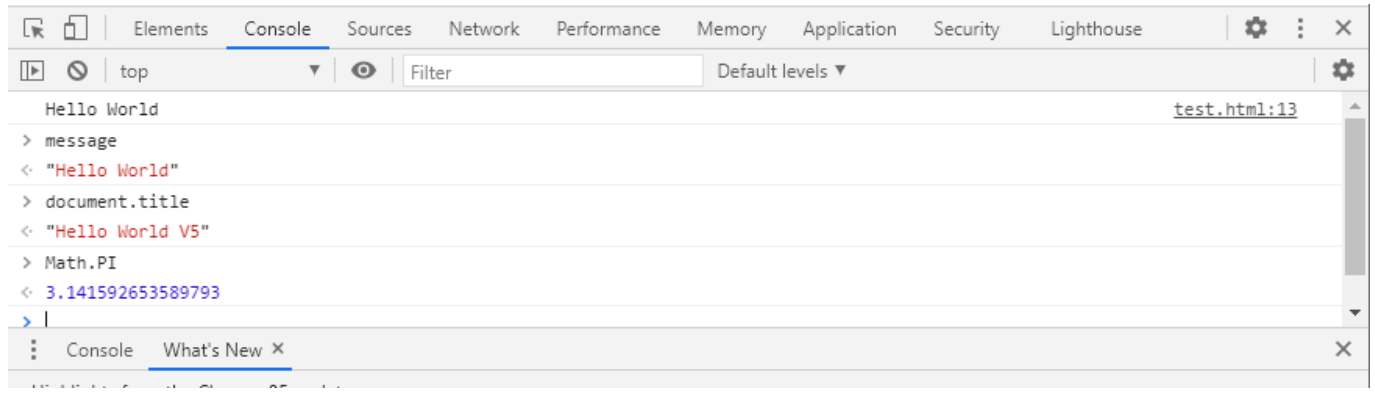 Elements Console Sources Network Performance Memory Application Security Lighthouse
top Filter Default levels
Hello World test.html:13
message
"Hello World"
document.title
"Hello World V5"
Math.PI
3.141592653589793
Console What's New